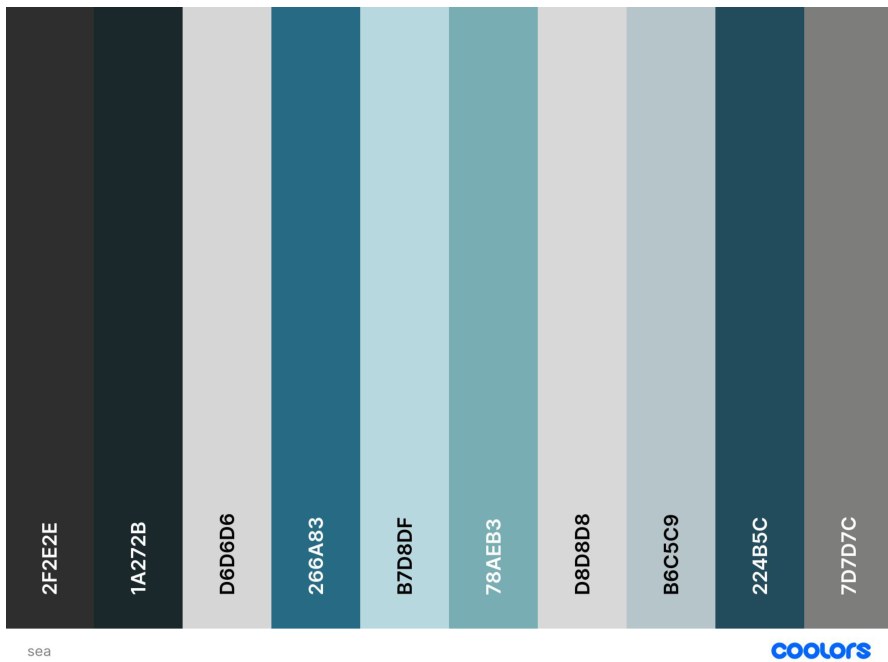 2F2E2E
1A272B
D6D6D6
266A83
B7D8DF
78AEB3
D8D8D8
B6C5C9
224B5C
7D7D7C
sea
coolors